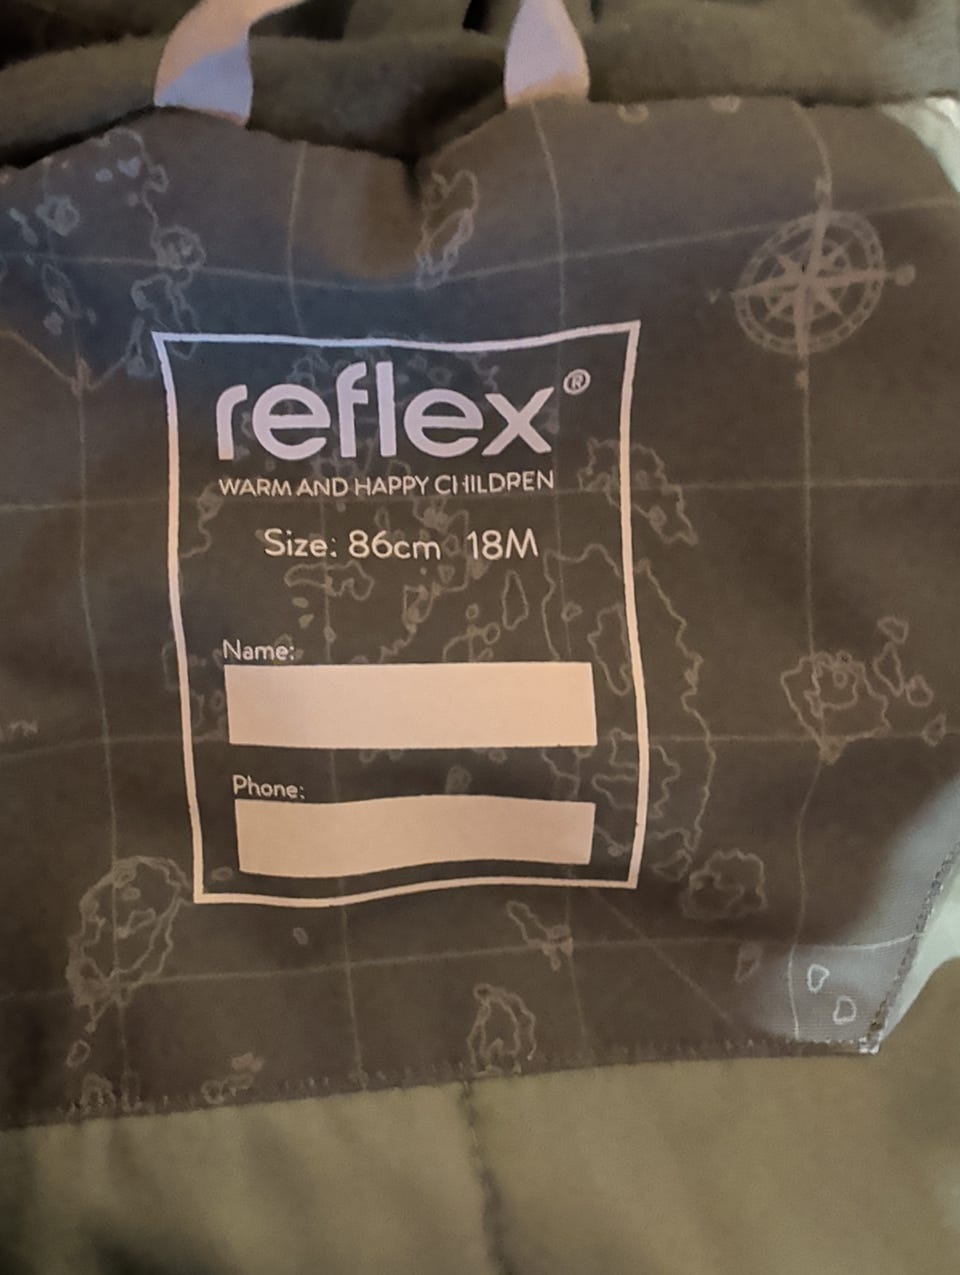 reflex®
WARM AND HAPPY CHILDREN
Size: 86cm 18M
Name:
Phone: